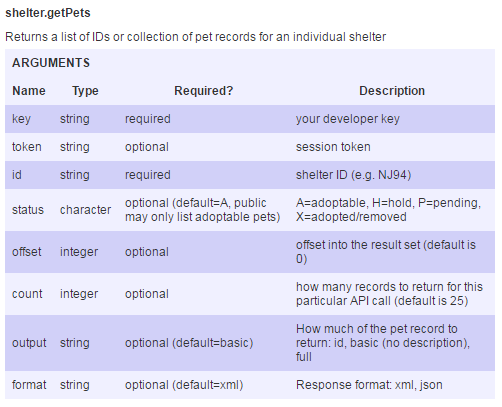 shelter.getPets
Returns a list of IDs or collection of pet records for an individual shelter
ARGUMENTS
Name Type Required? Description
key string required your developer key
token string optional session token
id string required shelter ID (e.g. NJ94)
status character optional (default=A, public may only list adoptable pets) A=adoptable, H=hold, P=pending, X=adopted/removed
offset integer optional offset into the result set (default is 0)
count integer optional how many records to return for this particular API call (default is 25)
output string optional (default=basic) How much of the pet record to return: id, basic (no description), full
format string optional (default=xml) Response format: xml, json